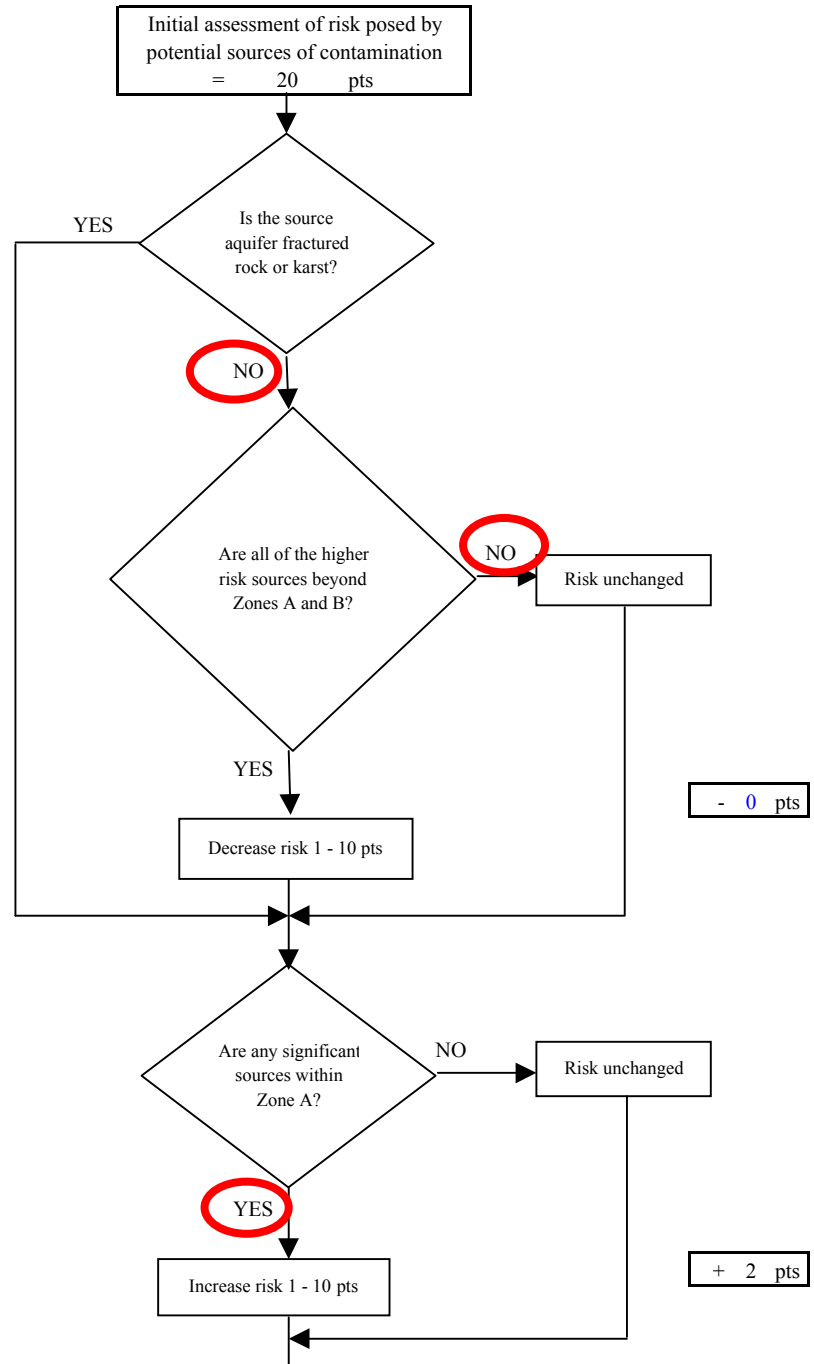 Initial assessment of risk posed by
potential sources of contamination
= 20 pts
YES
Is the source
aquifer fractured
rock or karst?
NO
Are all of the higher
risk sources beyond
Zones A and B?
NO
Risk unchanged
YES
- 0 pts
Decrease risk 1 - 10 pts
Are any significant
sources within
Zone A?
NO
Risk unchanged
YES
+ 2 pts
Increase risk 1 - 10 pts